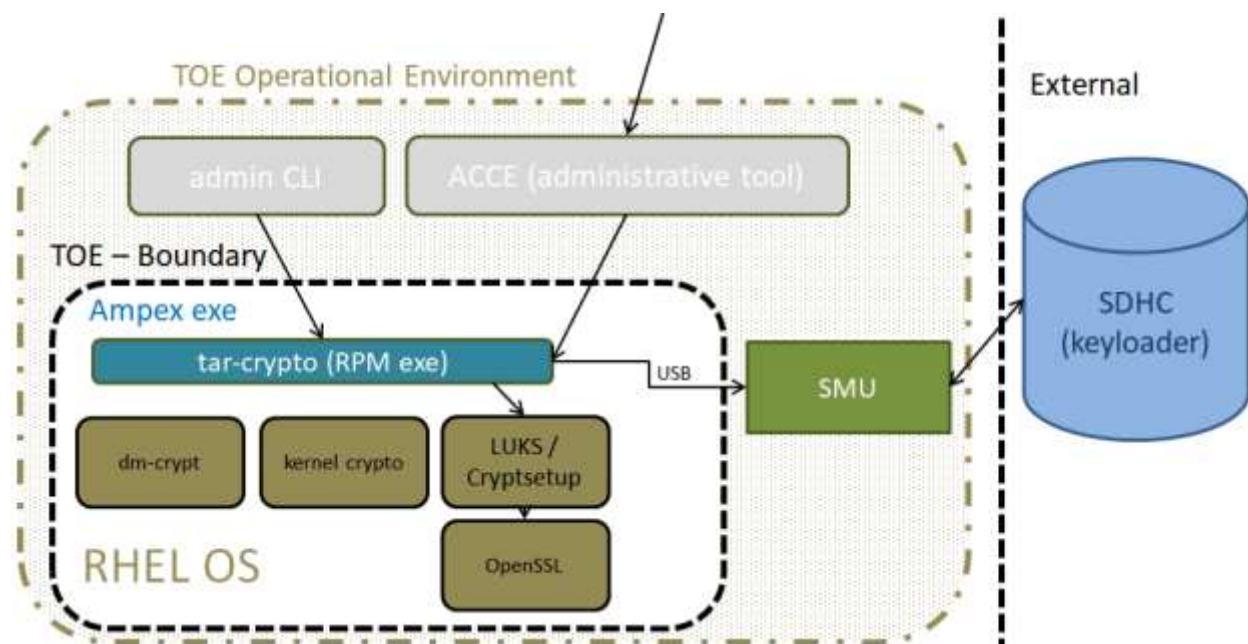 TOE Operational Environment
External
admin CLI
ACCE (administrative tool)
TOE – Boundary
Ampex exe
tar-crypto (RPM exe)
USB
SMU
SDHC
(keyloader)
dm-crypt
kernel crypto
LUKS /
Cryptsetup
RHEL OS
OpenSSL